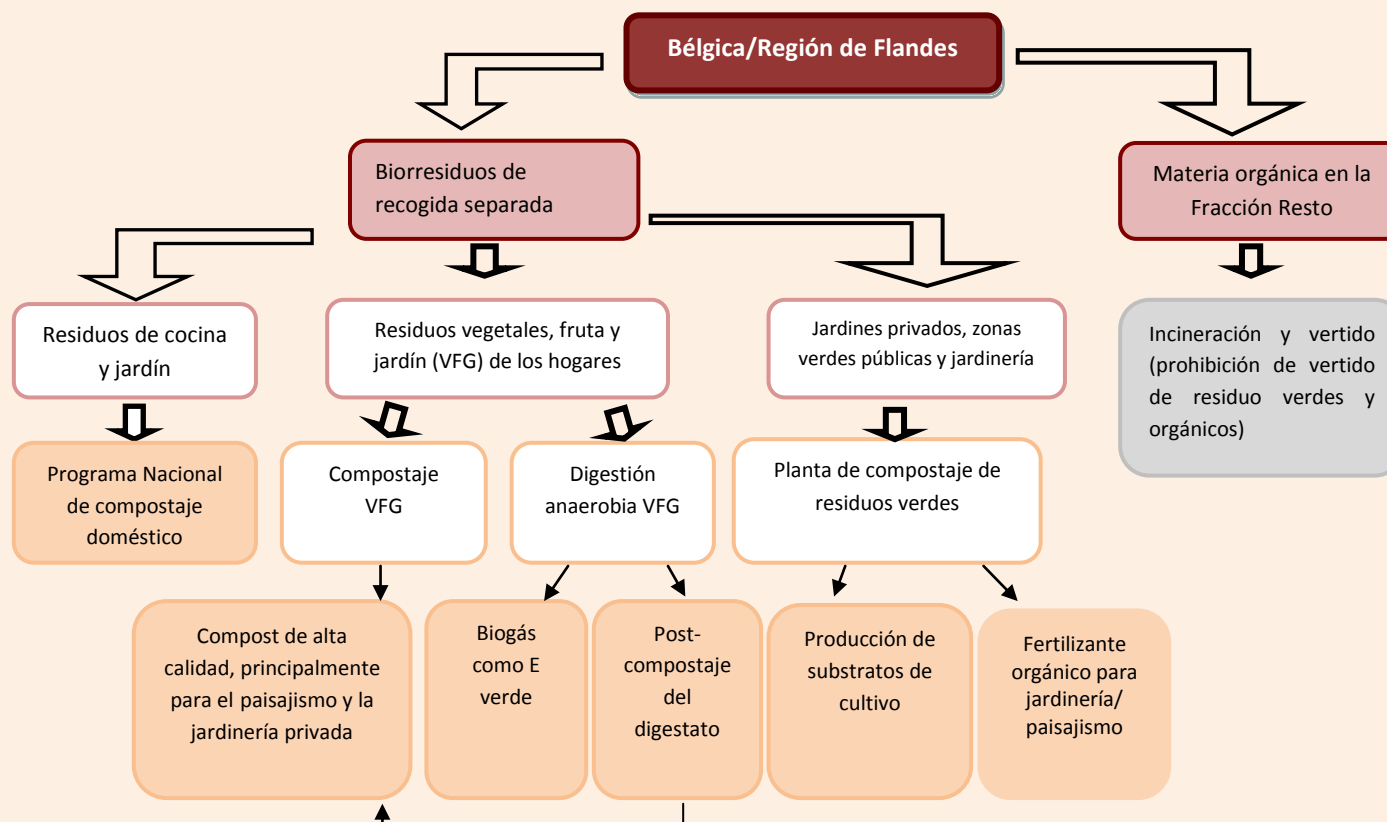 Bélgica/Región de Flandes
Biorresiduos de
recogida separada
Materia orgánica en la
Fracción Resto
Residuos de cocina
y jardín
Residuos vegetales, fruta y
jardín (VFG) de los hogares
Jardines privados, zonas
verdes públicas y jardinería
Incineración y vertido
(prohibición de vertido
de residuo verdes y
orgánicos)
Programa Nacional
de compostaje
doméstico
Compostaje
VFG
Digestión
anaerobia VFG
Planta de compostaje de
residuos verdes
Compost de alta
calidad, principalmente
para el paisajismo y la
jardinería privada
Biogás
como E
verde
Post-
compostaje
del
digestato
Producción de
substratos de
cultivo
Fertilizante
orgánico para
jardinería/
paisajismo